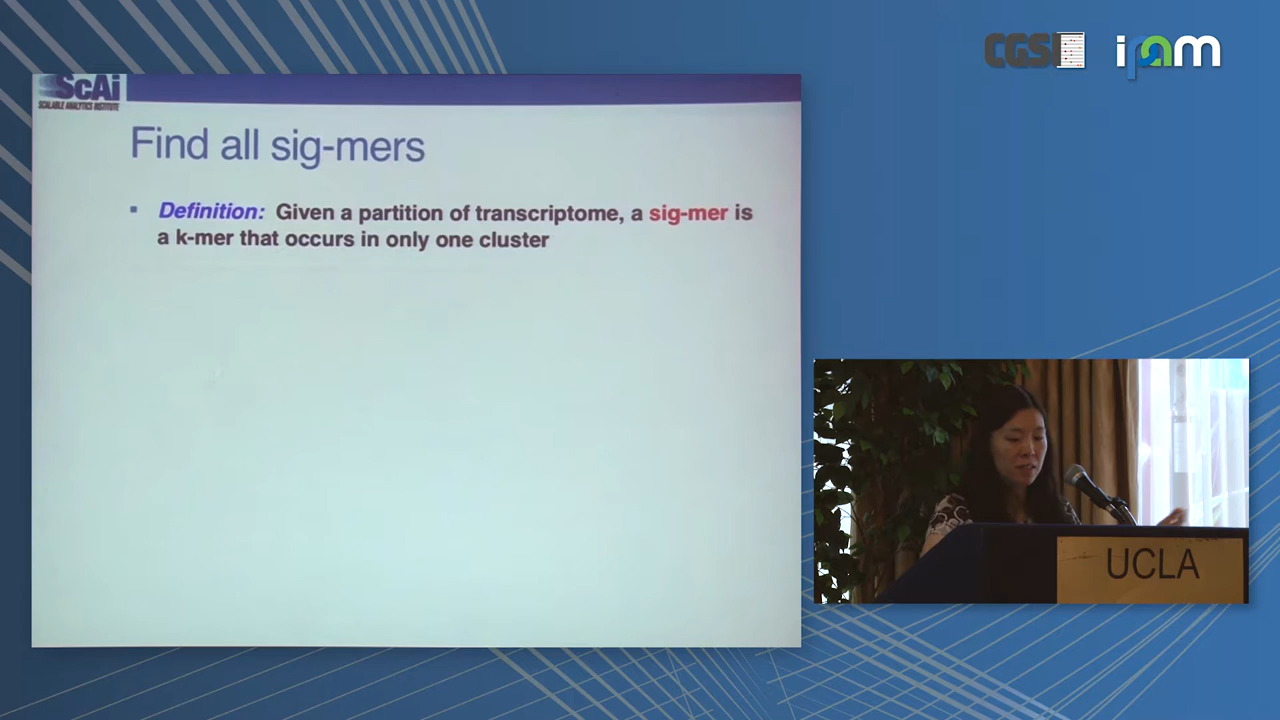 CGSI
ipam
ScAi
SCALABLE ANALYTICS INSTITUTE
Find all sig-mers
▪ Definition: Given a partition of transcriptome, a sig-mer is
a k-mer that occurs in only one cluster
UCLA